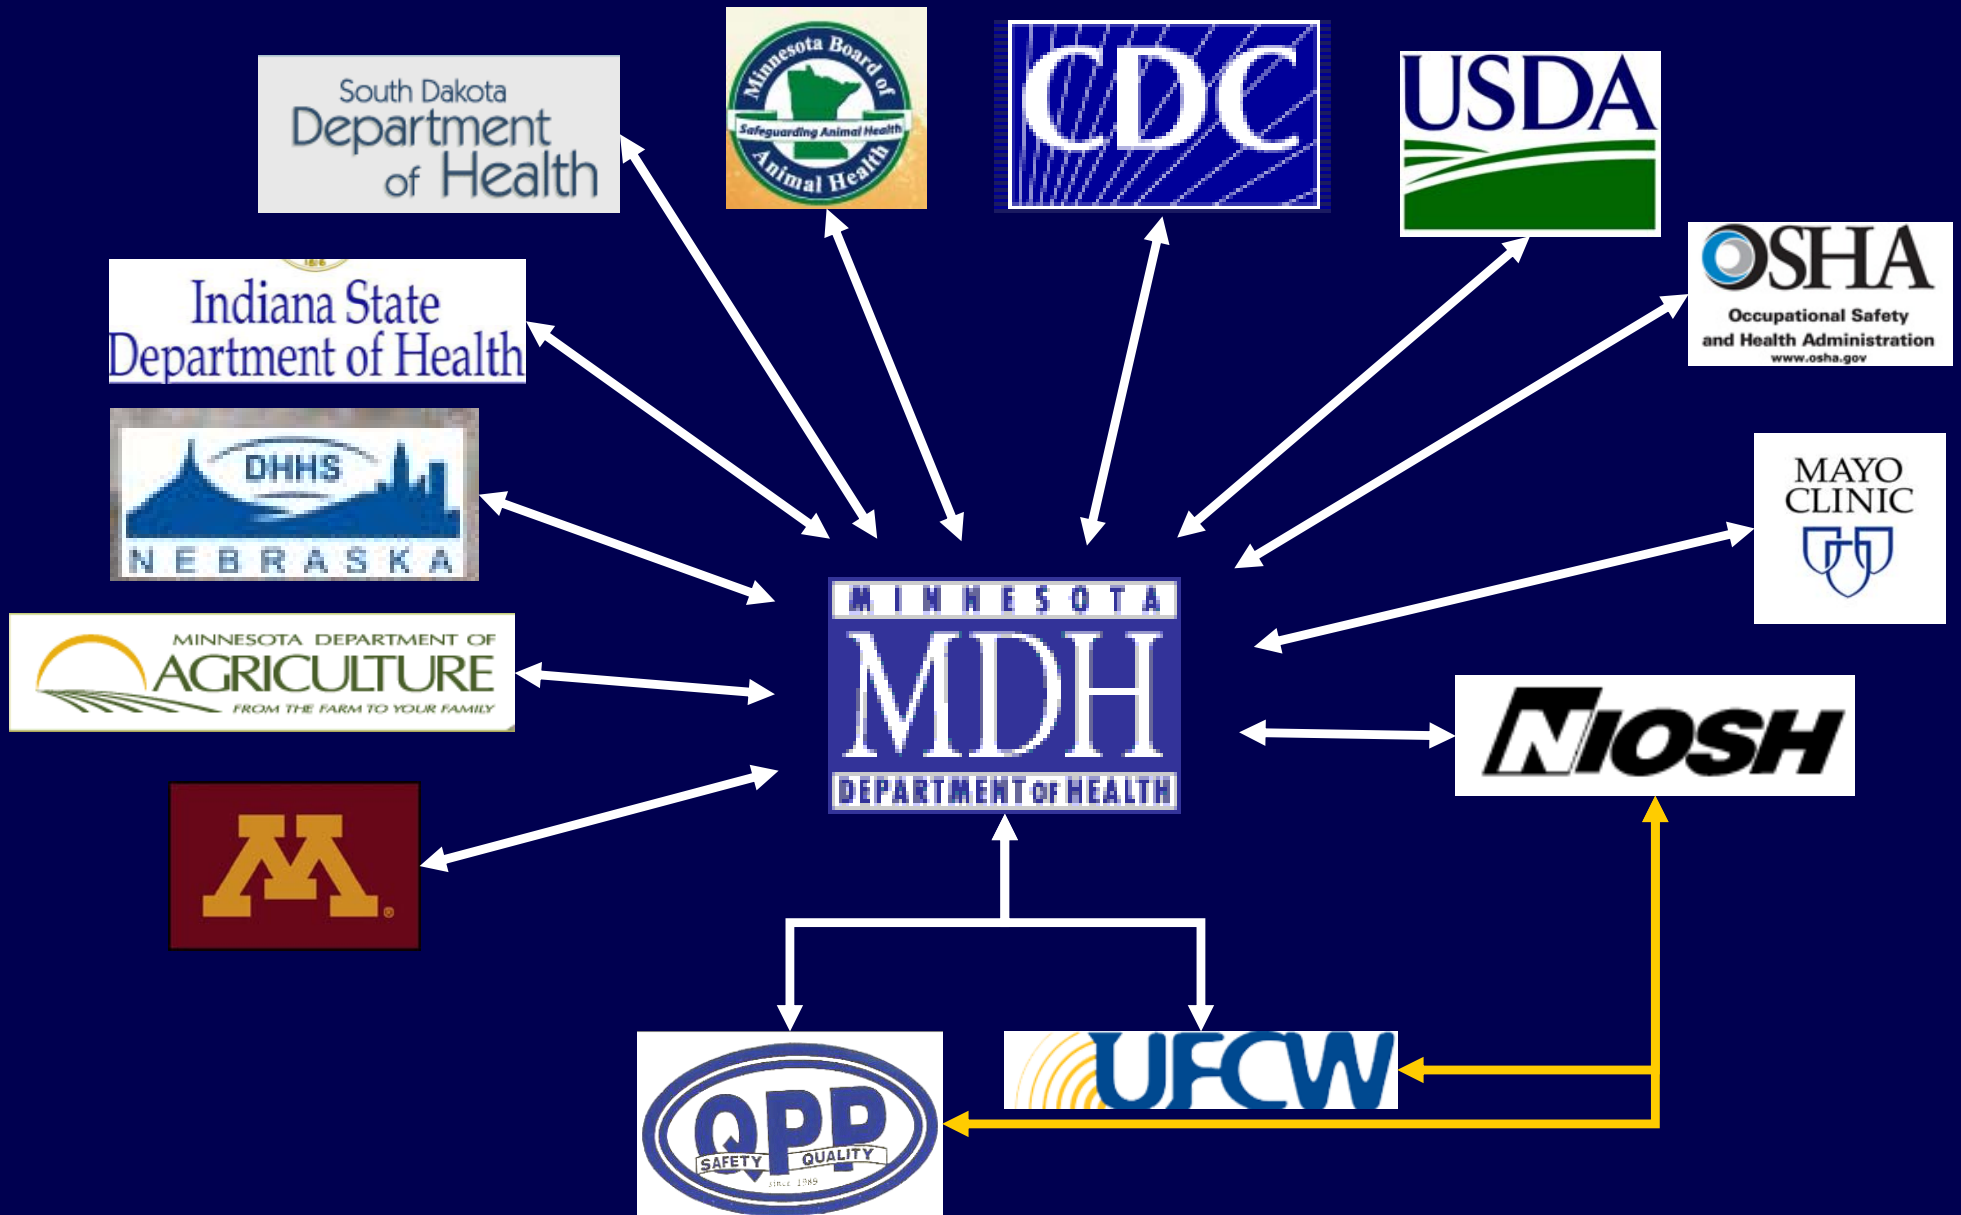 South Dakota
Department
of Health
Minnesota Board of
Safeguarding Animal Health
Animal Health
CDC
USDA
OSHA
Occupational Safety
and Health Administration
www.osha.gov
Indiana State
Department of Health
DHHS
NEBRASKA
MAYO
CLINIC
MINNESOTA
MDH
DEPARTMENT OF HEALTH
MINNESOTA DEPARTMENT OF
AGRICULTURE
FROM THE FARM TO YOUR FAMILY
NIOSH
M®
UFCW
QPP
SAFETY QUALITY
SINCE 1989